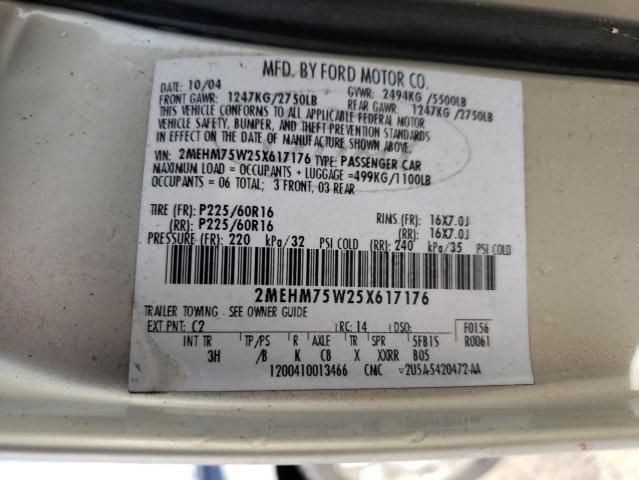 MFD. BY FORD MOTOR CO.
DATE: 10/04 GVWR: 2494KG /5500LB
FRONT GAWR: 1247KG/2750LB REAR GAWR: 1247KG /2750LB
THIS VEHICLE CONFORMS TO ALL APPLICABLE FEDERAL MOTOR
VEHICLE SAFETY, BUMPER, AND THEFT PREVENTION STANDARDS
IN EFFECT ON THE DATE OF MANUFACTURE SHOWN ABOVE.
VIN: 2MEHM75W25X617176 TYPE: PASSENGER CAR
MAXIMUM LOAD = OCCUPANTS + LUGGAGE =499KG/1100LB
OCCUPANTS = 06 TOTAL; 3 FRONT, 03 REAR
TIRE (FR): P225/60R16 RIMS (FR): 16X7.0J
(RR): P225/60R16 (RR): 16X7.0J
PRESSURE (FR): 220 kPa/32 PSI COLD (RR): 240 kPa/35 PSI COLD
2MEHM75W25X617176
TRAILER TOWING - SEE OWNER GUIDE
EXT PNT: C2 RC: 14 DSO: F0156
INT TR TP/PS R AXLE TR SPR 5FB1S R0061
3H /B K C8 X XXRR B05
1200410013466 CMC ▽2U5A-5420472-AA